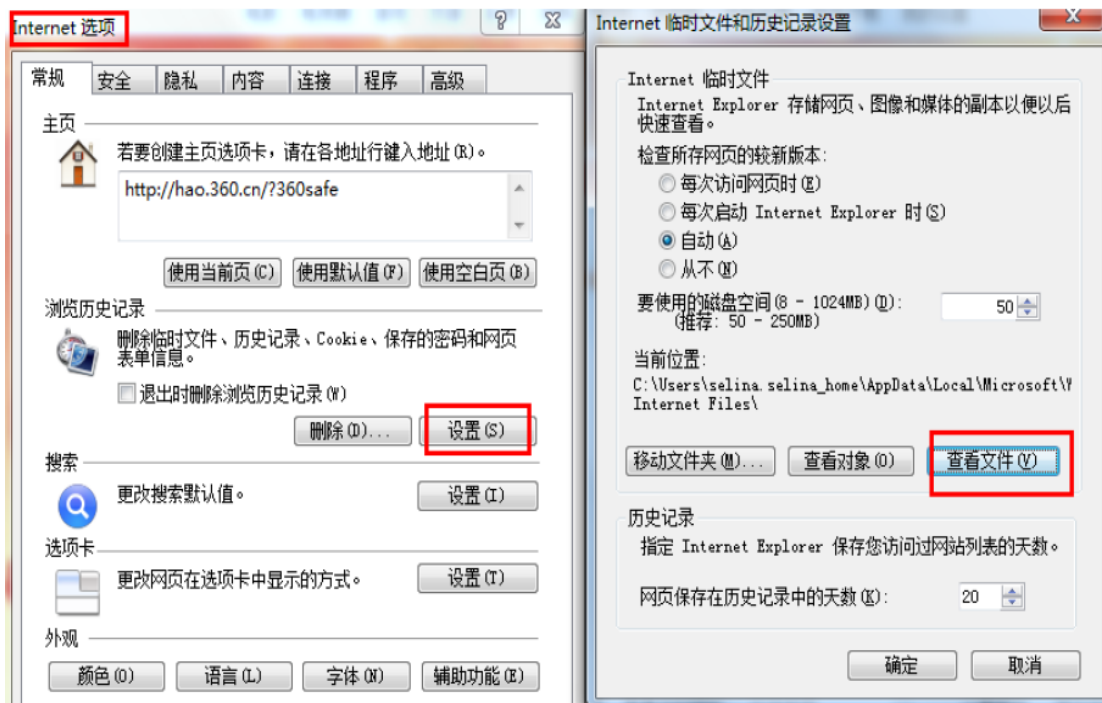 Internet 选项
常规
安全
隐私
内容
连接
程序
高级
主页
若要创建主页选项卡，请在各地址行键入地址(R)。
http://hao.360.cn/?360safe
使用当前页(C)
使用默认值(F)
使用空白页(B)
浏览历史记录
删除临时文件、历史记录、Cookie、保存的密码和网页
表单信息。
退出时删除浏览历史记录(W)
删除(D)...
设置(S)
搜索
更改搜索默认值。
设置(I)
选项卡
更改网页在选项卡中显示的方式。
设置(T)
外观
颜色(O)
语言(L)
字体(N)
辅助功能(E)
Internet 临时文件和历史记录设置
Internet 临时文件
Internet Explorer 存储网页、图像和媒体的副本以便以后
快速查看。
检查所存网页的较新版本:
每次访问网页时(E)
每次启动 Internet Explorer 时(S)
自动(A)
从不(N)
要使用的磁盘空间(8 - 1024MB)(D):
50
(推荐: 50 - 250MB)
当前位置:
C:\Users\selina.selina_home\AppData\Local\Microsoft\
Internet Files\
移动文件夹(M)...
查看对象(O)
查看文件(V)
历史记录
指定 Internet Explorer 保存您访问过网站列表的天数。
网页保存在历史记录中的天数(K):
20
确定
取消